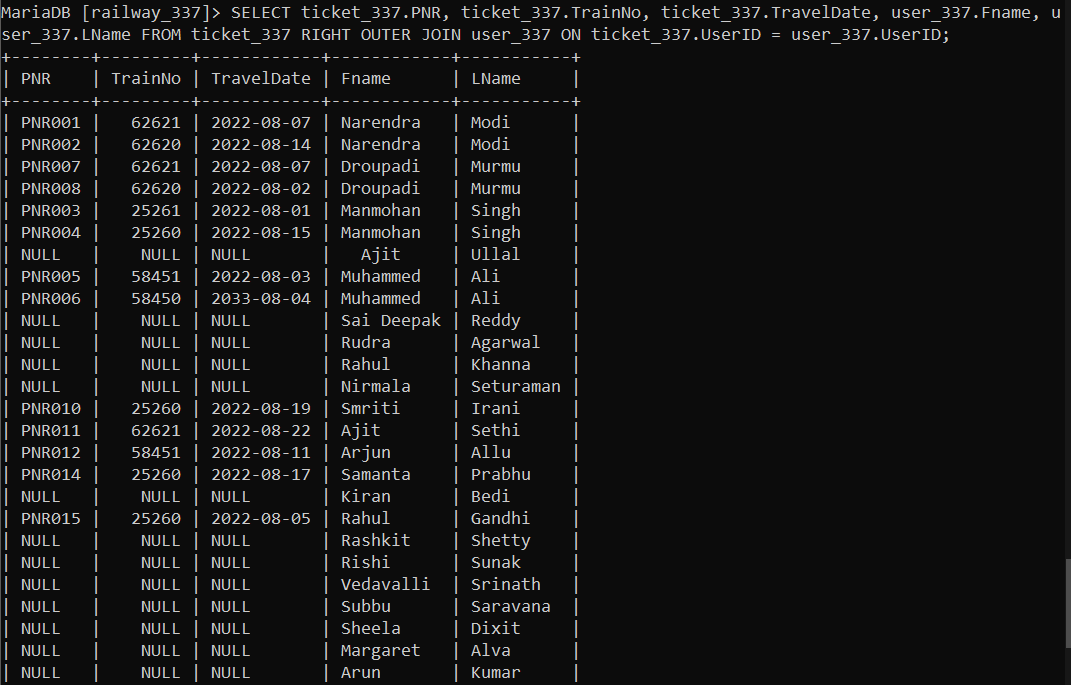 MariaDB [railway_337]> SELECT ticket_337.PNR, ticket_337.TrainNo, ticket_337.TravelDate, user_337.Fname, u
ser_337.LName FROM ticket_337 RIGHT OUTER JOIN user_337 ON ticket_337.UserID = user_337.UserID;
+--------+---------+------------+------------+-----------+
| PNR    | TrainNo | TravelDate | Fname      | LName     |
+--------+---------+------------+------------+-----------+
| PNR001 |   62621 | 2022-08-07 | Narendra   | Modi      |
| PNR002 |   62620 | 2022-08-14 | Narendra   | Modi      |
| PNR007 |   62621 | 2022-08-07 | Droupadi   | Murmu     |
| PNR008 |   62620 | 2022-08-02 | Droupadi   | Murmu     |
| PNR003 |   25261 | 2022-08-01 | Manmohan   | Singh     |
| PNR004 |   25260 | 2022-08-15 | Manmohan   | Singh     |
| NULL   |    NULL | NULL       |   Ajit     | Ullal     |
| PNR005 |   58451 | 2022-08-03 | Muhammed   | Ali       |
| PNR006 |   58450 | 2033-08-04 | Muhammed   | Ali       |
| NULL   |    NULL | NULL       | Sai Deepak | Reddy     |
| NULL   |    NULL | NULL       | Rudra      | Agarwal   |
| NULL   |    NULL | NULL       | Rahul      | Khanna    |
| NULL   |    NULL | NULL       | Nirmala    | Seturaman |
| PNR010 |   25260 | 2022-08-19 | Smriti     | Irani     |
| PNR011 |   62621 | 2022-08-22 | Ajit       | Sethi     |
| PNR012 |   58451 | 2022-08-11 | Arjun      | Allu      |
| PNR014 |   25260 | 2022-08-17 | Samanta    | Prabhu    |
| NULL   |    NULL | NULL       | Kiran      | Bedi      |
| PNR015 |   25260 | 2022-08-05 | Rahul      | Gandhi    |
| NULL   |    NULL | NULL       | Rashkit    | Shetty    |
| NULL   |    NULL | NULL       | Rishi      | Sunak     |
| NULL   |    NULL | NULL       | Vedavalli  | Srinath   |
| NULL   |    NULL | NULL       | Subbu      | Saravana  |
| NULL   |    NULL | NULL       | Sheela     | Dixit     |
| NULL   |    NULL | NULL       | Margaret   | Alva      |
| NULL   |    NULL | NULL       | Arun       | Kumar     |